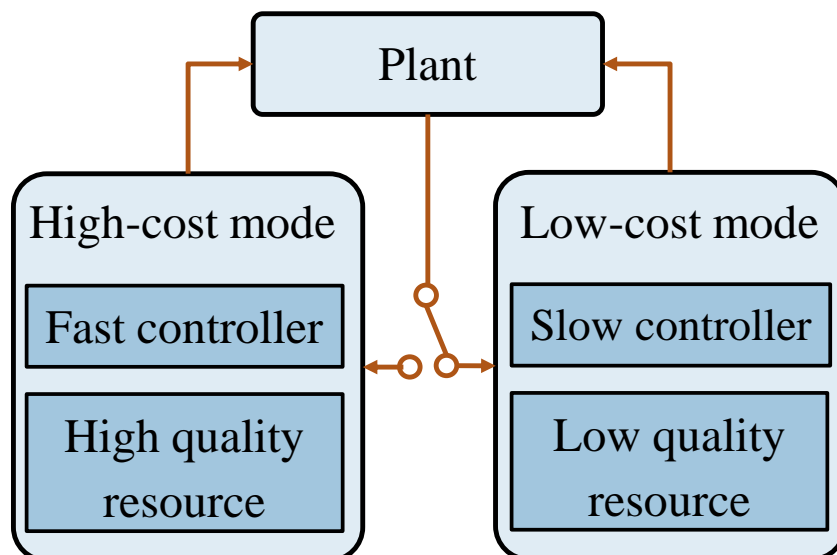 Plant
High-cost mode
Fast controller
High quality
resource
Low-cost mode
Slow controller
Low quality
resource